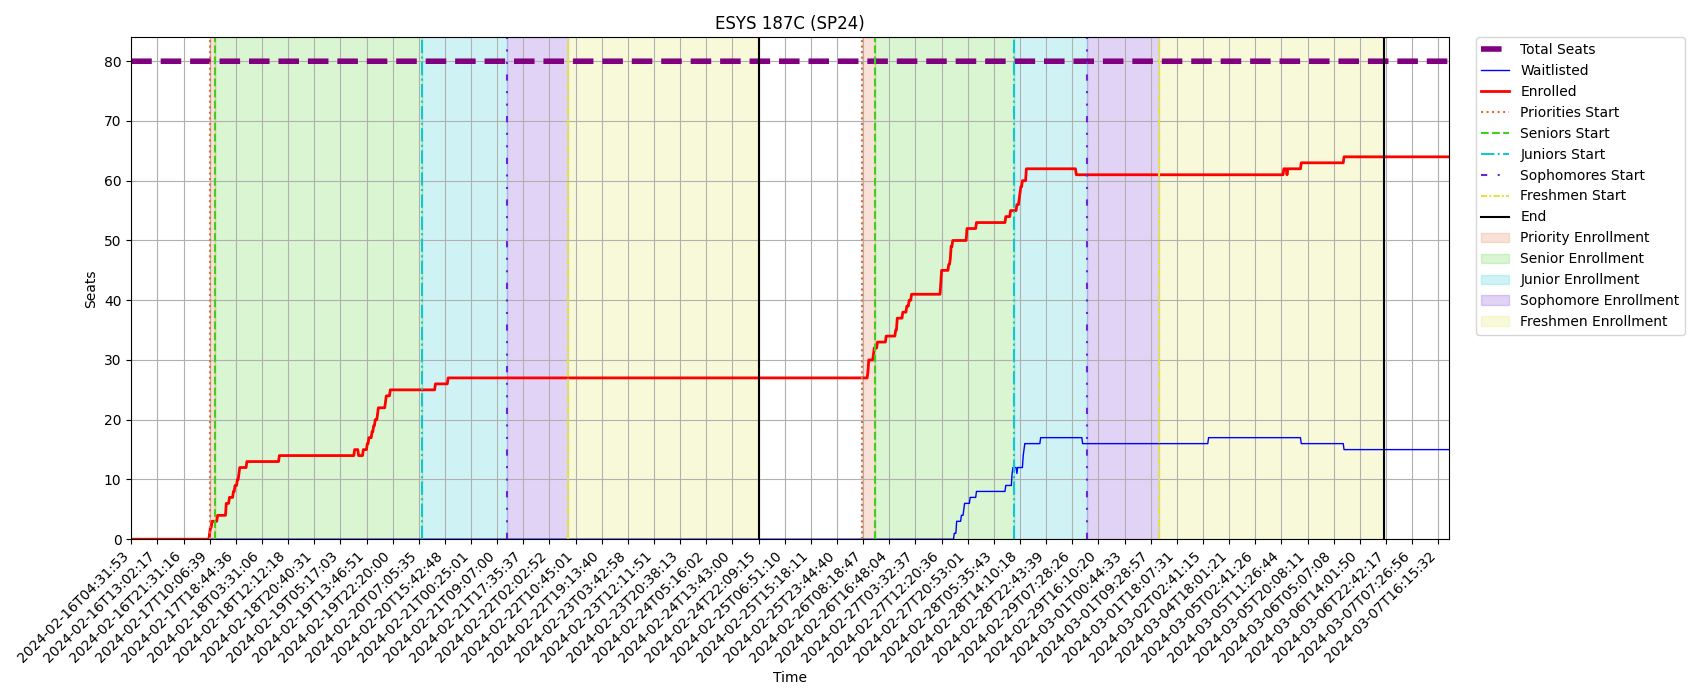 ESYS 187C (SP24)
Seats
80
70
60
50
40
30
20
10
0
2024-02-16T04:31:53
2024-02-16T13:02:17
2024-02-16T21:31:16
2024-02-17T10:06:39
2024-02-17T18:44:36
2024-02-18T03:31:06
2024-02-18T12:12:18
2024-02-18T20:40:31
2024-02-19T05:17:03
2024-02-19T13:46:51
2024-02-19T22:20:00
2024-02-20T07:05:35
2024-02-20T15:42:48
2024-02-21T00:25:01
2024-02-21T09:07:00
2024-02-21T17:35:37
2024-02-22T02:02:52
2024-02-22T10:45:01
2024-02-22T19:13:40
2024-02-23T03:42:58
2024-02-23T12:11:51
2024-02-23T20:38:13
2024-02-24T05:16:02
2024-02-24T13:43:00
2024-02-24T22:09:15
2024-02-25T06:51:10
2024-02-25T15:18:11
2024-02-25T23:44:40
2024-02-26T08:18:47
2024-02-26T16:48:04
2024-02-27T03:32:37
2024-02-27T12:20:36
2024-02-27T20:53:01
2024-02-28T05:35:43
2024-02-28T14:10:18
2024-02-28T22:43:39
2024-02-29T07:28:26
2024-02-29T16:10:20
2024-03-01T00:44:33
2024-03-01T09:28:57
2024-03-01T18:07:31
2024-03-02T02:41:15
2024-03-04T18:01:21
2024-03-05T02:41:26
2024-03-05T11:26:44
2024-03-05T20:08:11
2024-03-06T05:07:08
2024-03-06T14:01:50
2024-03-06T22:42:17
2024-03-07T07:26:56
2024-03-07T16:15:32
Time
Total Seats
Waitlisted
Enrolled
Priorities Start
Seniors Start
Juniors Start
Sophomores Start
Freshmen Start
End
Priority Enrollment
Senior Enrollment
Junior Enrollment
Sophomore Enrollment
Freshmen Enrollment